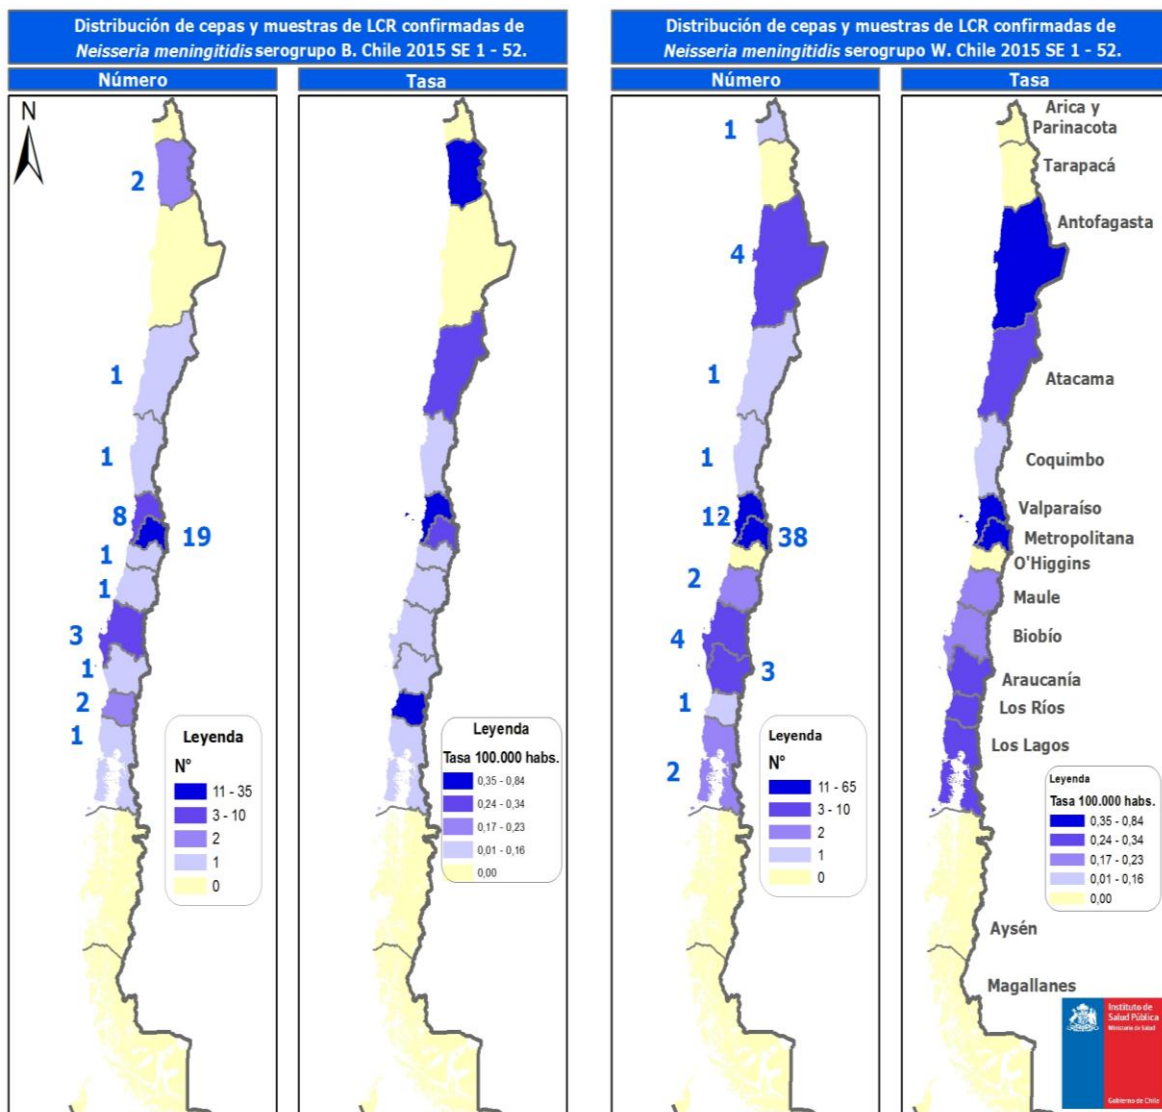 Distribución de cepas y muestras de LCR confirmadas de
Neisseria meningitidis serogrupo B. Chile 2015 SE 1 - 52.
Número
Tasa
N
2
1
1
8
19
1
1
3
1
2
1
Leyenda
N°
11 - 35
3 - 10
2
1
0
Leyenda
Tasa 100.000 habs.
0,35 - 0,84
0,24 - 0,34
0,17 - 0,23
0,01 - 0,16
0,00
Distribución de cepas y muestras de LCR confirmadas de
Neisseria meningitidis serogrupo W. Chile 2015 SE 1 - 52.
Número
Tasa
1
4
1
1
12
38
2
4
3
1
2
Leyenda
N°
11 - 65
3 - 10
2
1
0
Arica y
Parinacota
Tarapacá
Antofagasta
Atacama
Coquimbo
Valparaíso
Metropolitana
O'Higgins
Maule
Biobío
Araucanía
Los Ríos
Los Lagos
Leyenda
Tasa 100.000 habs.
0,35 - 0,84
0,24 - 0,34
0,17 - 0,23
0,01 - 0,16
0,00
Aysén
Magallanes
Instituto de
Salud Pública
Ministerio de Salud
Gobierno de Chile